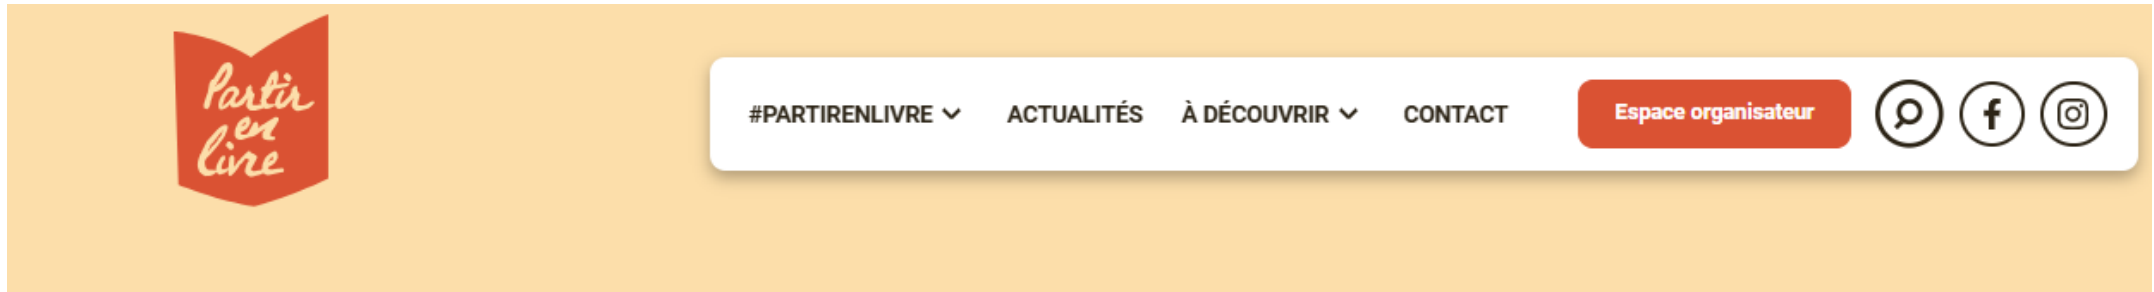 Partir
en
livre
#PARTIRENLIVRE ACTUALITÉS À DÉCOUVRIR CONTACT Espace organisateur